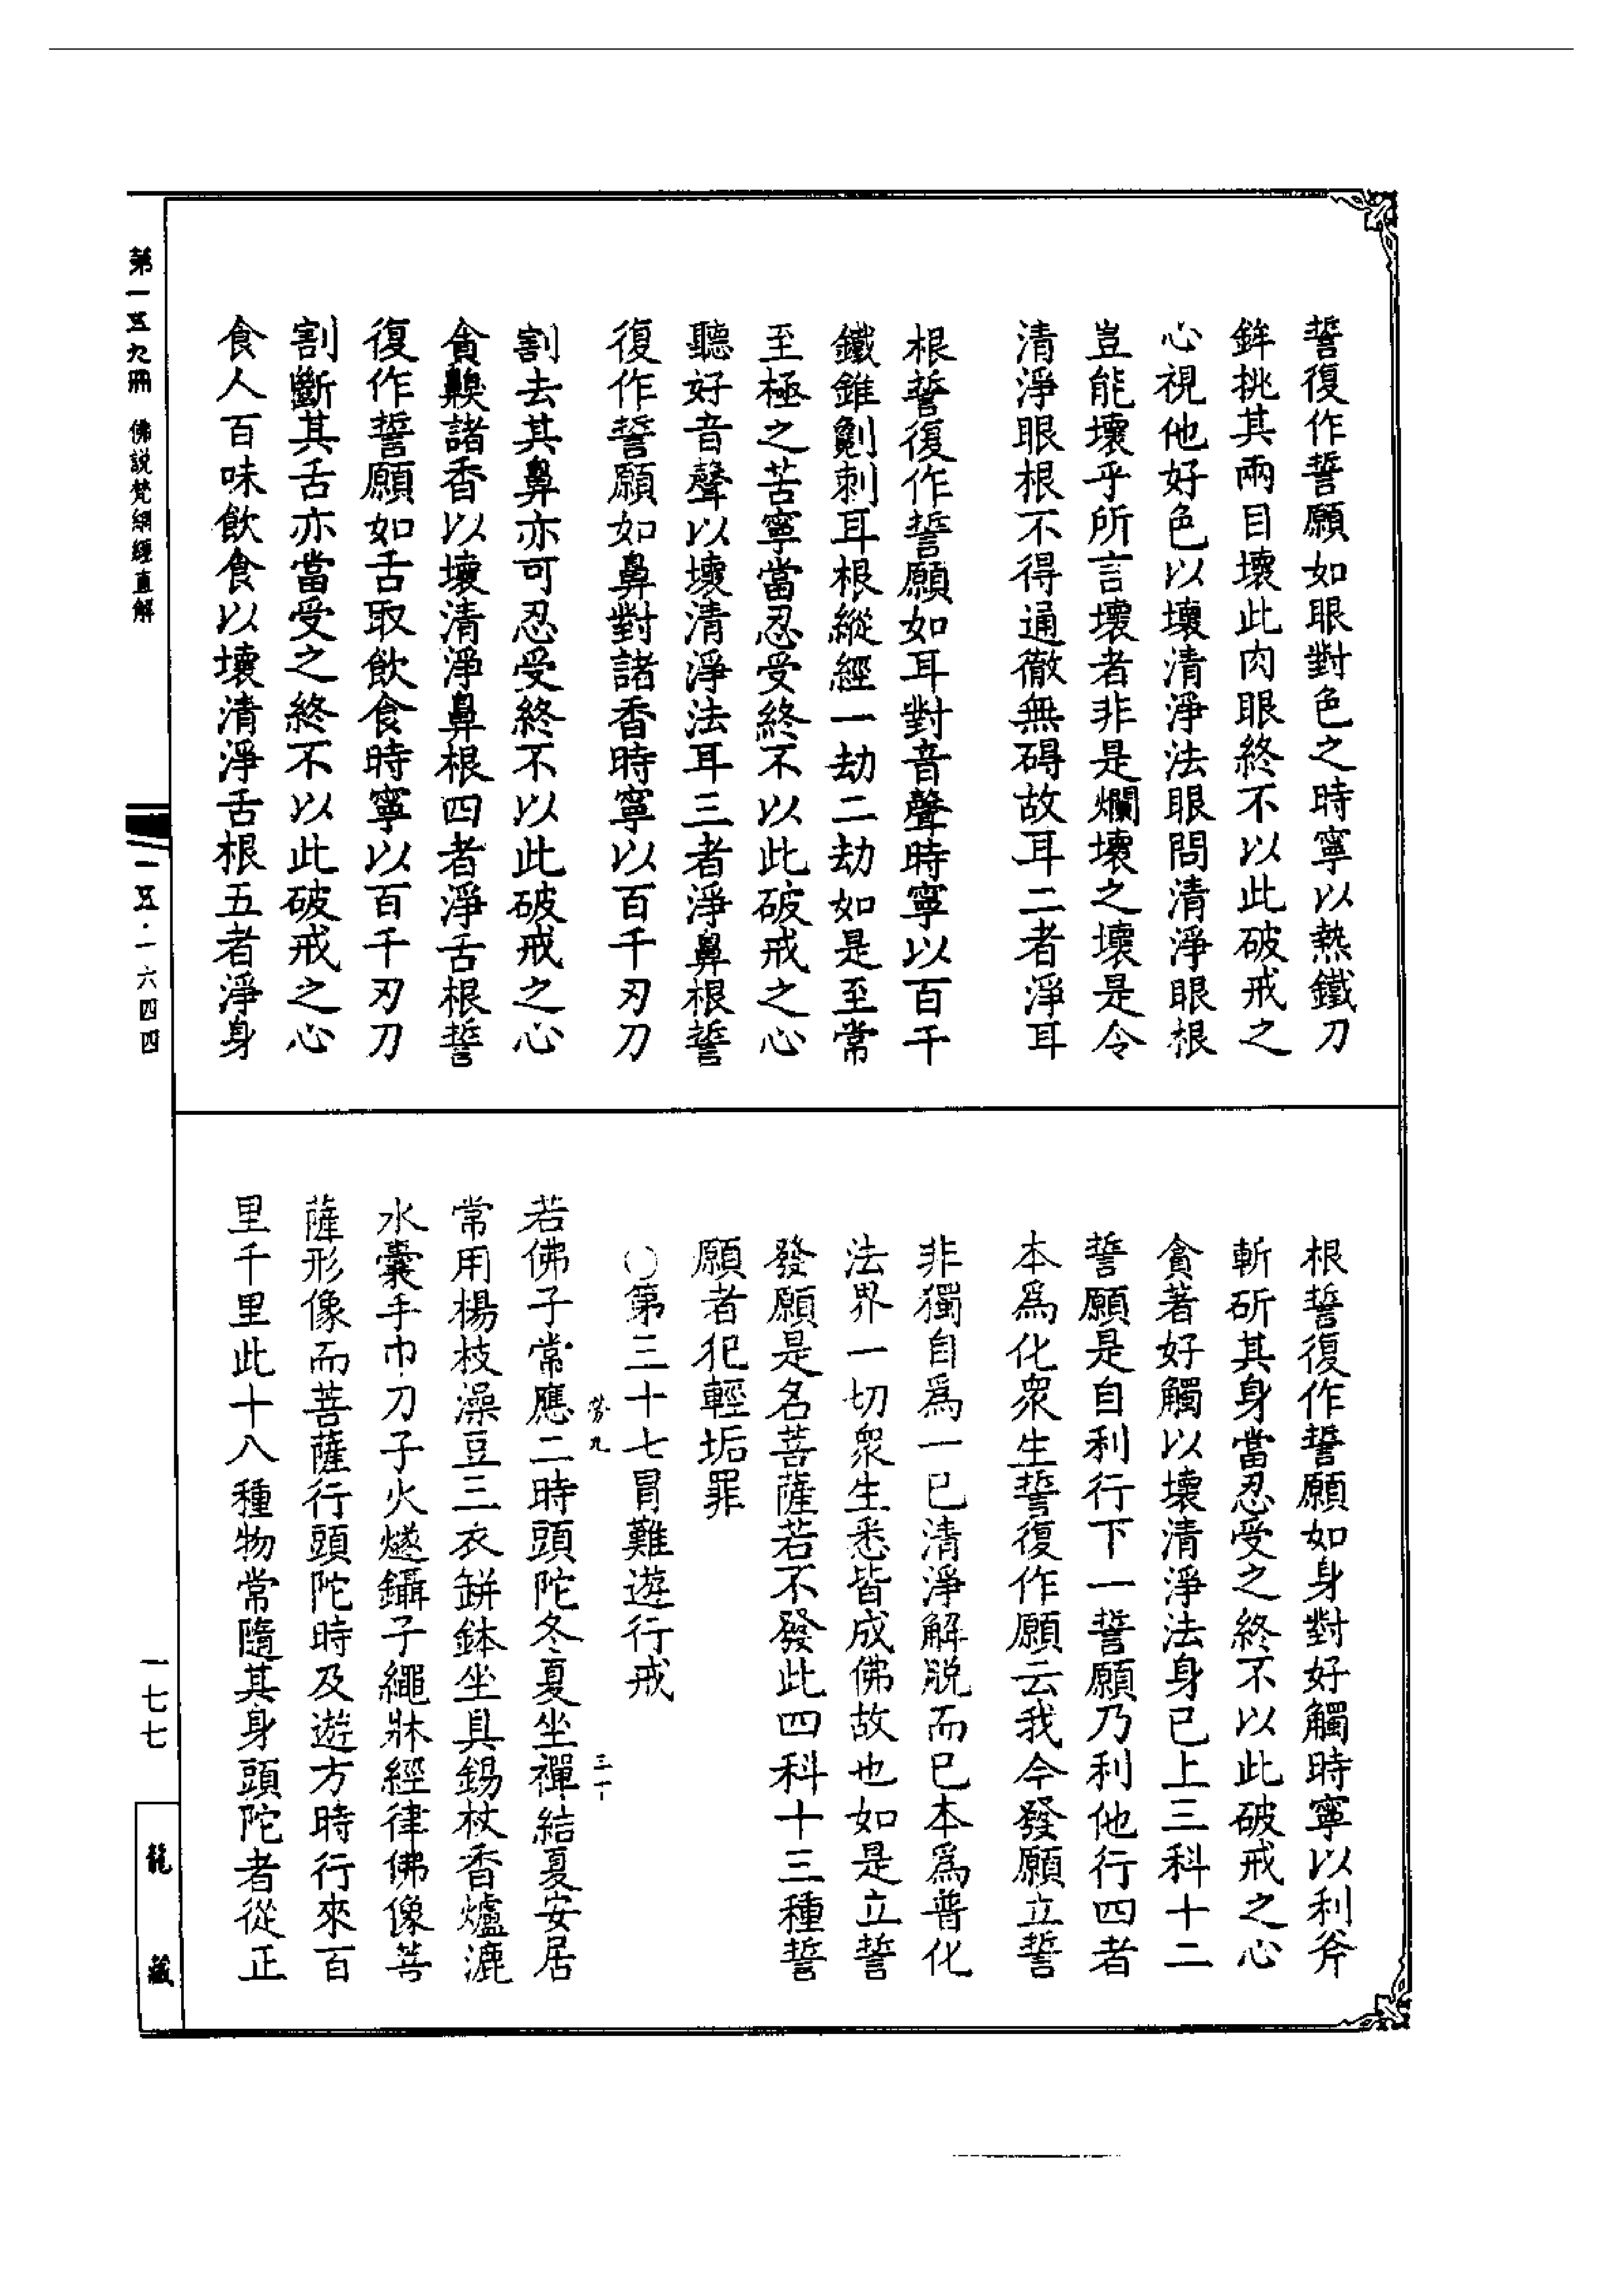 誓復作誓願如眼對色之時寧以熱鐵刀
鉾挑其兩目壞此肉眼終不以此破戒之
心視他好色以壞清淨法眼問清淨眼根
豈能壞乎所言壞者非是爛壞之壞是令
清淨眼根不得通徹無碍故耳二者淨耳
根誓復作誓願如耳對音聲時寧以百千
鐵錐劖刺耳根縱經一劫二劫如是至常
至極之苦寧當忍受終不以此破戒之心
聽好音聲以壞清淨法耳三者淨鼻根誓
復作誓願如鼻對諸香時寧以百千刃刀
割去其鼻亦可忍受終不以此破戒之心
貪齅諸香以壞清淨鼻根四者淨舌根誓
復作誓願如舌取飲食時寧以百千刃刀
割斷其舌亦當受之終不以此破戒之心
食人百味飲食以壞清淨舌根五者淨身
根誓復作誓願如身對好觸時寧以利斧
斬斫其身當忍受之終不以此破戒之心
貪著好觸以壞清淨法身已上三科十二
誓願是自利行下一誓願乃利他行四者
本為化眾生誓復作願云我今發願立誓
非獨自為一已清淨解脫而已本為普化
法界一切眾生悉皆成佛故也如是立誓
發願是名菩薩若不發此四科十三種誓
願者犯輕垢罪
○第三十七冒難遊行戒
若佛子常應二時頭陀冬夏坐禪結夏安居
常用楊枝澡豆三衣缾鉢坐具錫杖香爐漉
水囊手巾刀子火燧鑷子繩牀經律佛像菩
薩形像而菩薩行頭陀時及遊方時行來百
里千里此十八種物常隨其身頭陀者從正
第一五九冊 佛説梵網經直解
一五·一六四四
一七七
龍藏